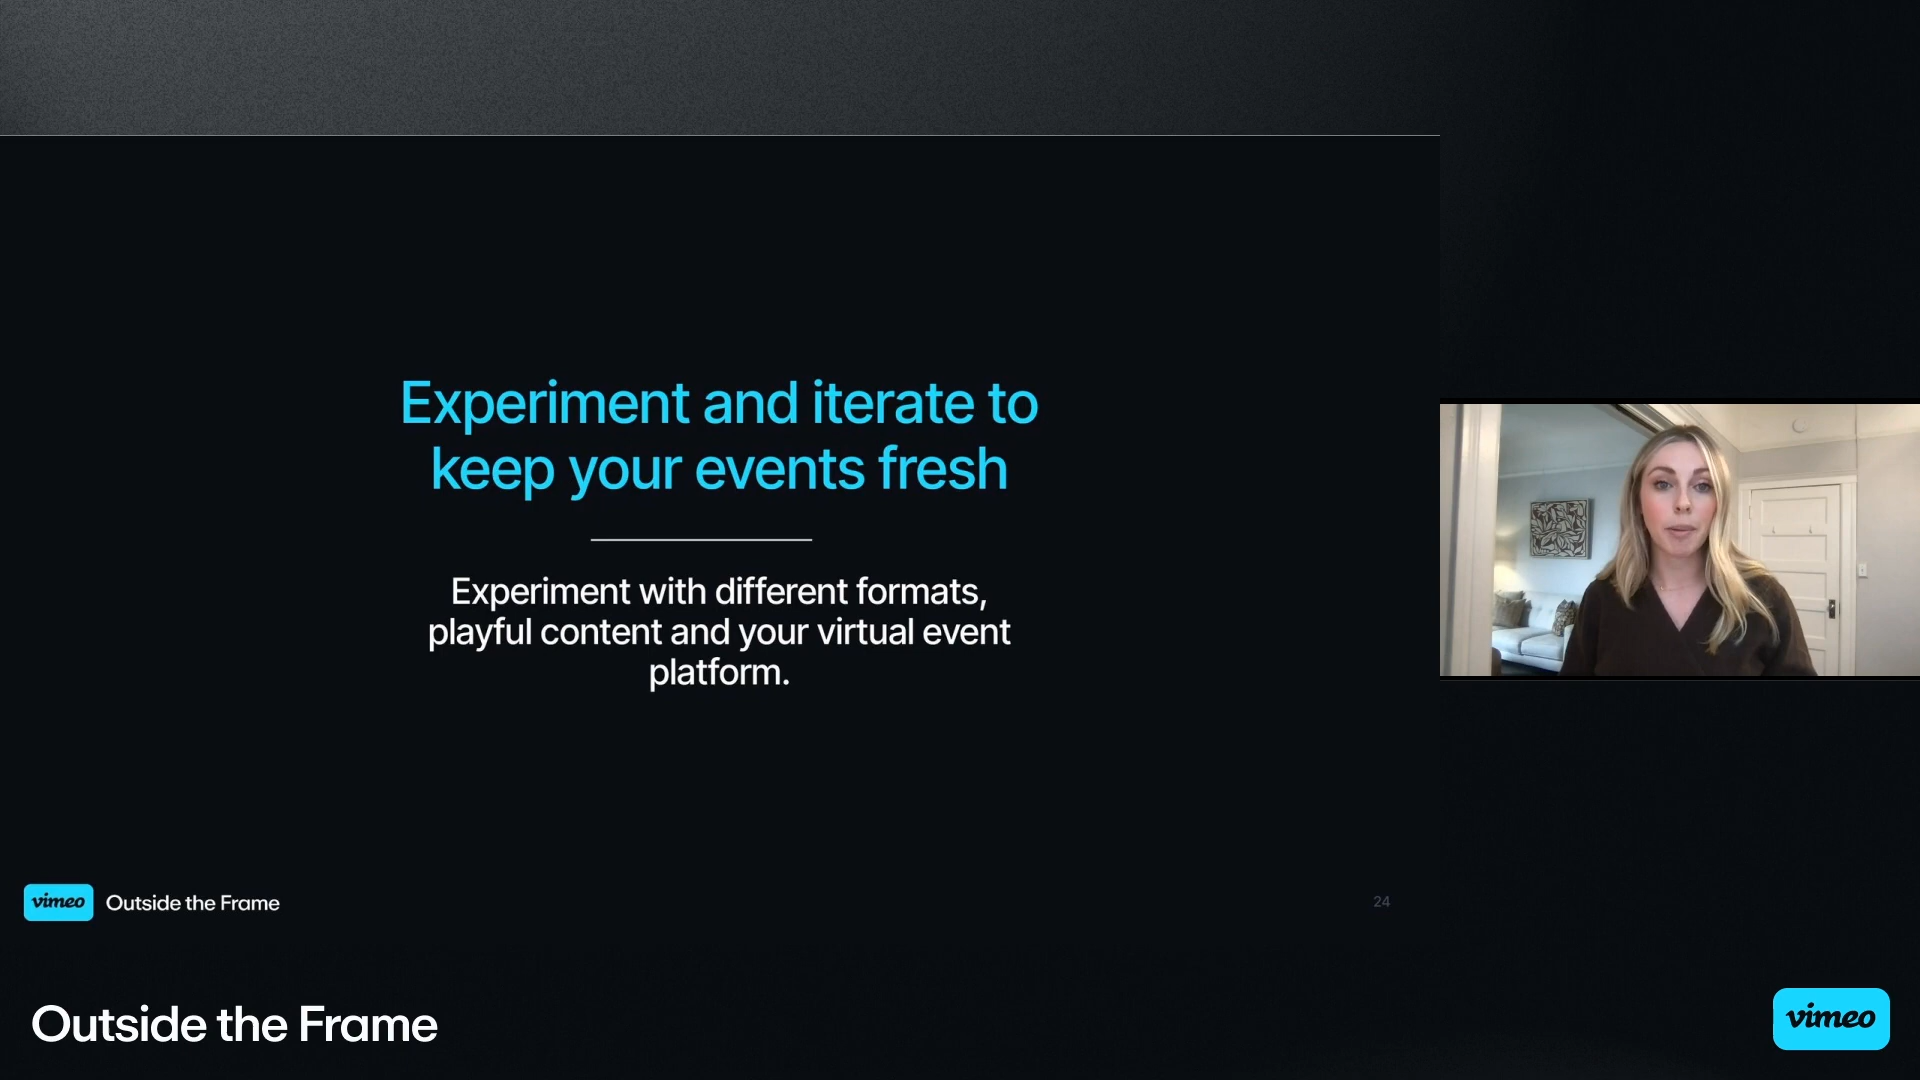 Experiment and iterate to
keep your events fresh
Experiment with different formats,
playful content and your virtual event
platform.
vimeo Outside the Frame
24
Outside the Frame
vimeo